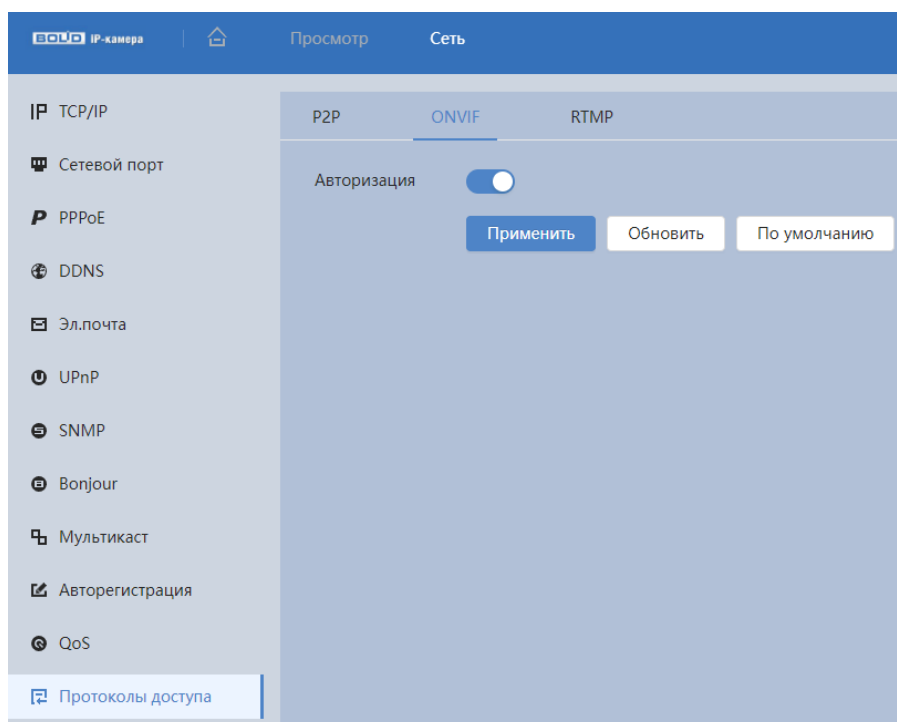 BOLID IP-камера
Просмотр
Сеть
IP TCP/IP
Сетевой порт
P PPPoE
DDNS
Эл.почта
UPnP
SNMP
Bonjour
Мультикаст
Авторегистрация
QoS
Протоколы доступа
P2P
ONVIF
RTMP
Авторизация
Применить
Обновить
По умолчанию